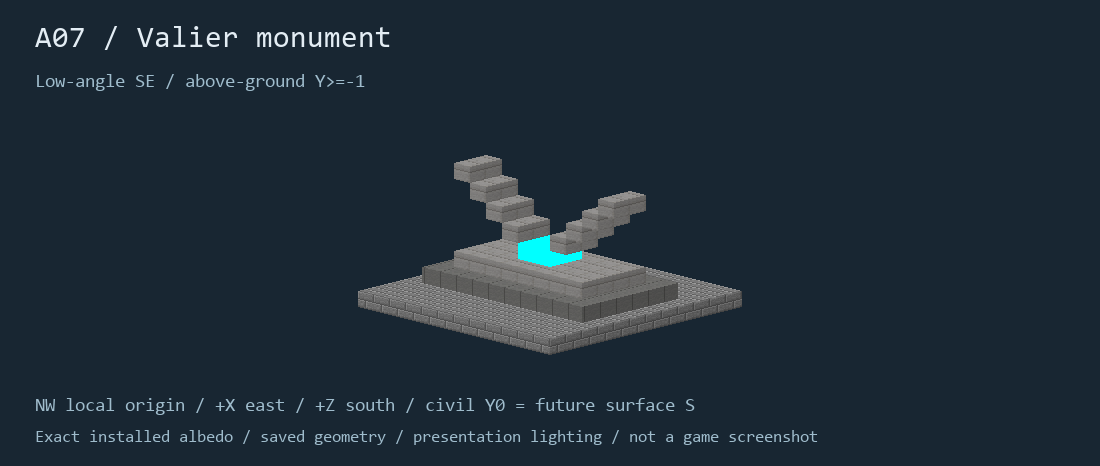 A07 / Valier monument
Low-angle SE / above-ground Y>=-1
NW local origin / +X east / +Z south / civil Y0 = future surface S
Exact installed albedo / saved geometry / presentation lighting / not a game screenshot